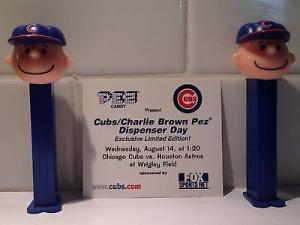 PEZ
CANDY
Present
CUBS
Cubs/Charlie Brown Pez®
Dispenser Day
Exclusive Limited Edition!
Wednesday, August 14, at 1:20
Chicago Cubs vs. Houston Astros
at Wrigley Field
sponsored by
www.cubs.com
FOX
SPORTS NET